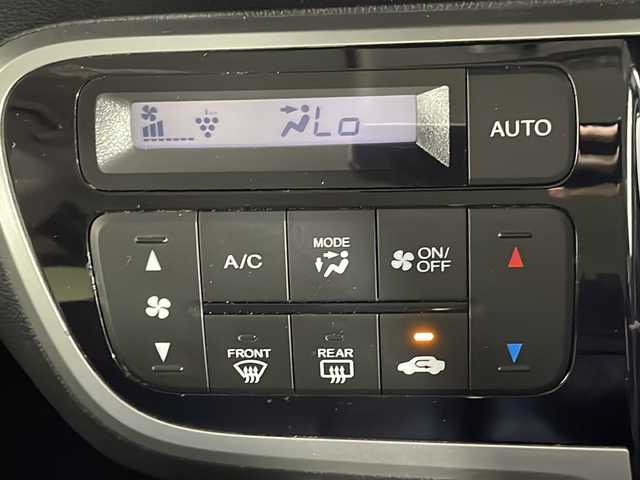 Lo
AUTO
A/C
MODE
ON/
OFF
FRONT
REAR